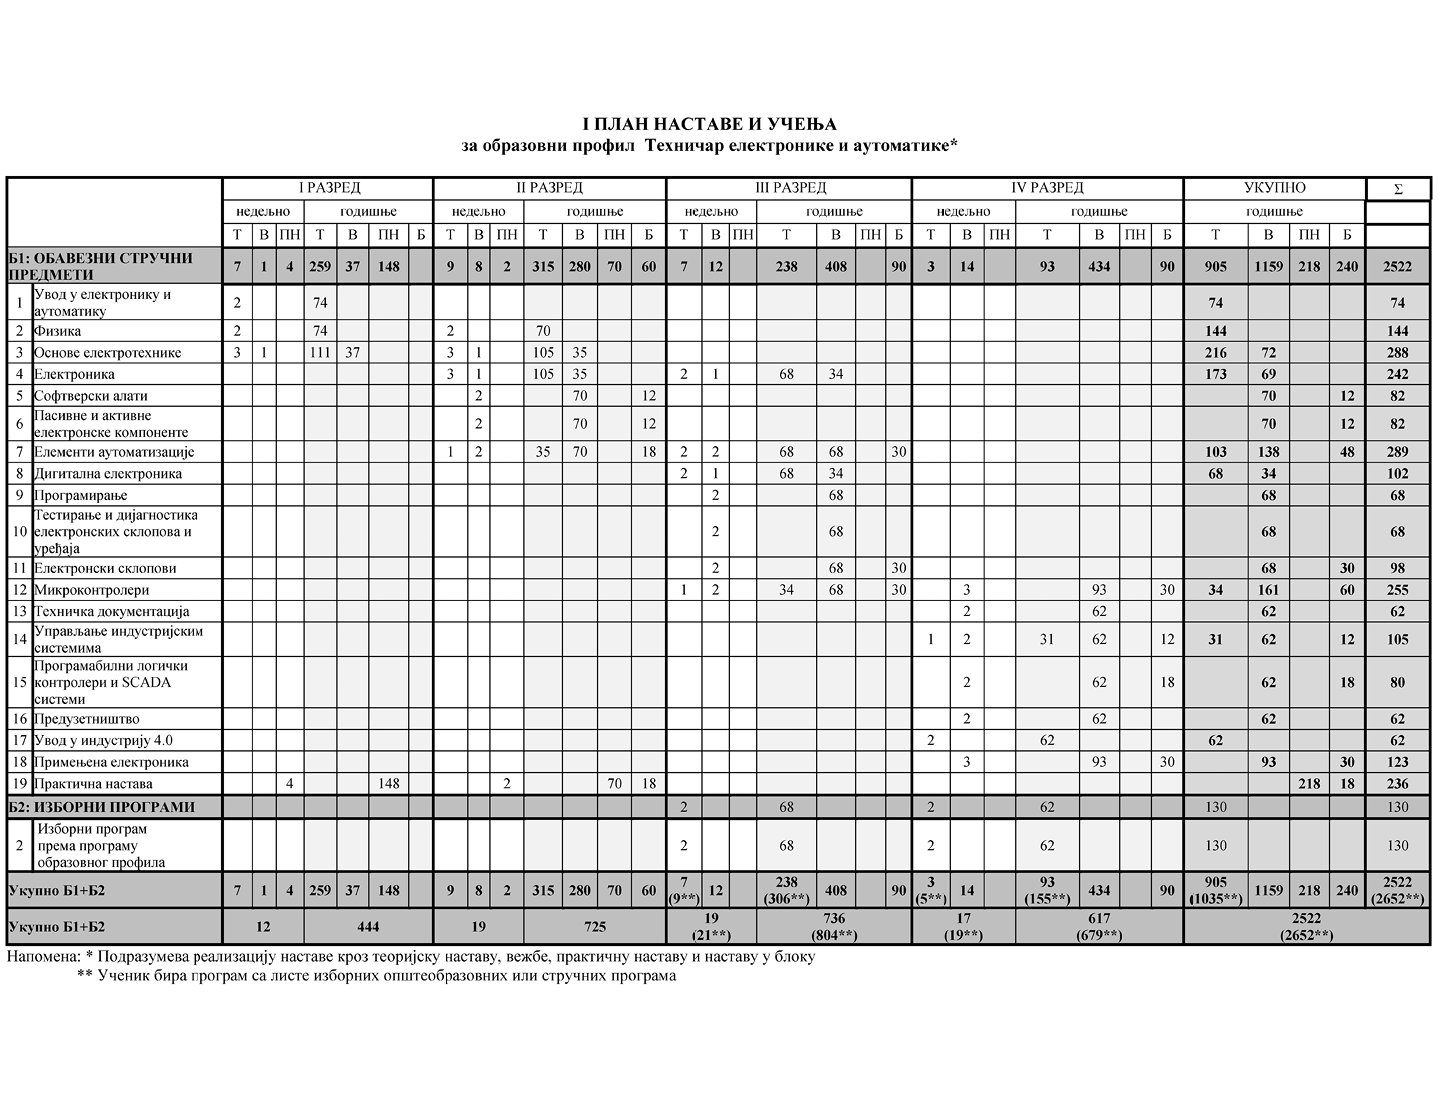 I ПЛАН НАСТАВЕ И УЧЕЊА
за образовни профил Техничар електронике и аутоматике*
I РАЗРЕД II РАЗРЕД III РАЗРЕД IV РАЗРЕД УКУПНО Σ
недељно годишње недељно годишње недељно годишње недељно годишње годишње
Т В ПН Т В ПН Б Т В ПН Т В ПН Б Т В ПН Т В ПН Б Т В ПН Т В ПН Б Т В ПН Б
Б1: ОБАВЕЗНИ СТРУЧНИ
ПРЕДМЕТИ 7 1 4 259 37 148 9 8 2 315 280 70 60 7 12 238 408 90 3 14 93 434 90 905 1159 218 240 2522
1 Увод у електронику и
аутоматику 2 74 74 74
2 Физика 2 74 2 70 144 144
3 Основе електротехнике 3 1 111 37 3 1 105 35 216 72 288
4 Електроника 3 1 105 35 2 1 68 34 173 69 242
5 Софтверски алати 2 70 12 70 12 82
6 Пасивне и активне
електронске компоненте 2 70 12 70 12 82
7 Елементи аутоматизације 1 2 35 70 18 2 2 68 68 30 103 138 48 289
8 Дигитална електроника 2 1 68 34 68 34 102
9 Програмирање 2 68 68 68
10 Тестирање и дијагностика
електронских склопова и
уређаја 2 68 68 68
11 Електронски склопови 2 68 30 68 30 98
12 Микроконтролери 1 2 34 68 30 3 93 30 34 161 60 255
13 Техничка документација 2 62 62 62
14 Управљање индустријским
системима 1 2 31 62 12 31 62 12 105
15 Програмабилни логички
контролери и SCADA
системи 2 62 18 62 18 80
16 Предузетништво 2 62 62 62
17 Увод у индустрију 4.0 2 62 62 62
18 Примењена електроника 3 93 30 93 30 123
19 Практична настава 4 148 2 70 18 218 18 236
Б2: ИЗБОРНИ ПРОГРАМИ 2 68 2 62 130 130
2 Изборни програм
према програму
образовног профила 2 68 2 62 130 130
Укупно Б1+Б2 7 1 4 259 37 148 9 8 2 315 280 70 60 7 12 238 408 90 3 14 93 434 90 905 1159 218 240 2522
(9**) (306**) (5**) (155**) (1035**) (2652**)
Укупно Б1+Б2 12 444 19 725 19 736 17 617 2522
(21**) (804**) (19**) (679**) (2652**)
Напомена: * Подразумева реализацију наставе кроз теоријску наставу, вежбе, практичну наставу и наставу у блоку
** Ученик бира програм са листе изборних општеобразовних или стручних програма